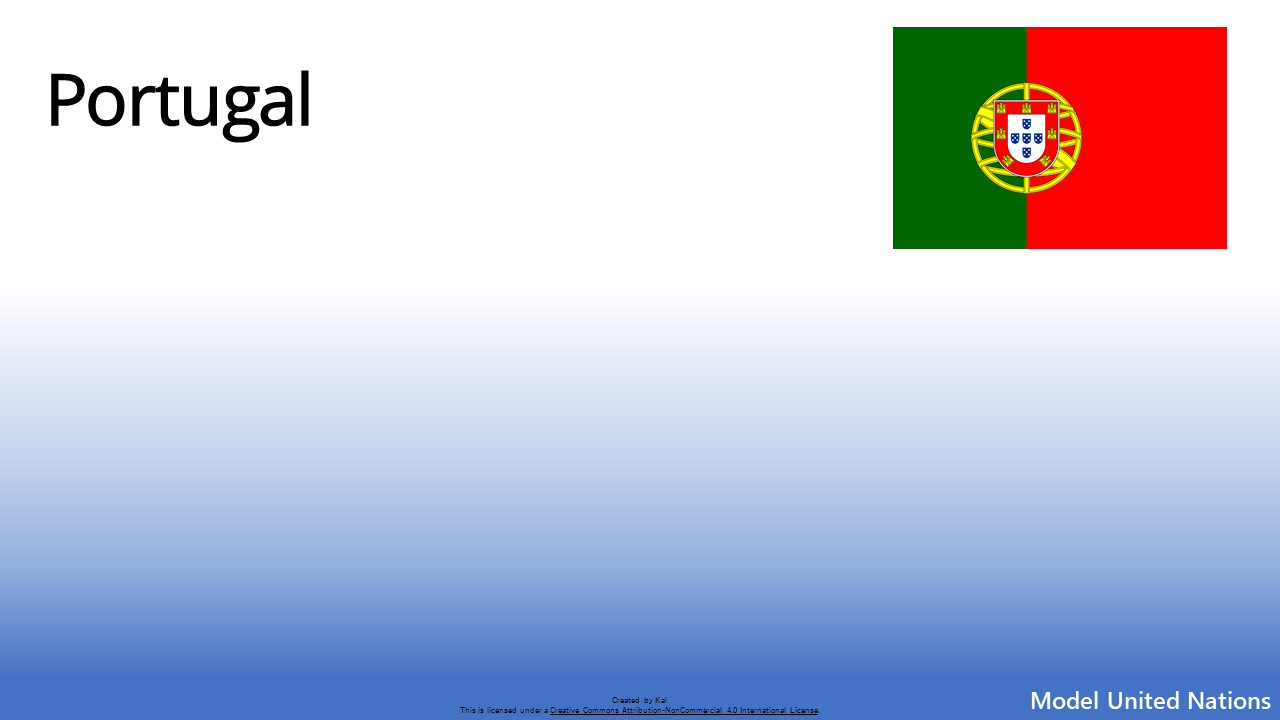 Portugal
Created by Kai
This is licensed under a Creative Commons Attribution-NonCommercial 4.0 International License.
Model United Nations